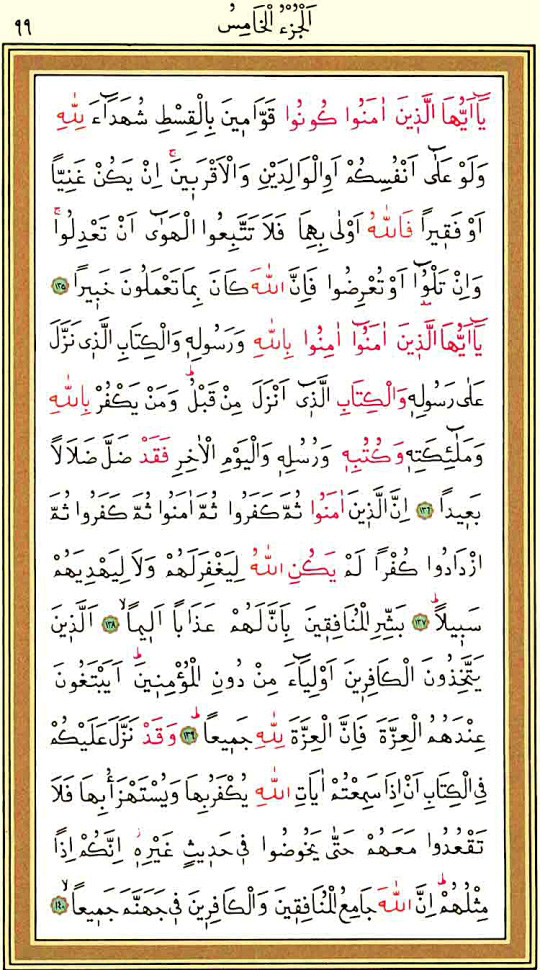 اَلْجُزْءُ الْخَامِسُ
٩٩
يَٓا اَيُّهَا الَّذ۪ينَ اٰمَنُوا كُونُوا قَوَّام۪ينَ بِالْقِسْطِ شُهَدَٓاءَ لِلّٰهِ
وَلَوْ عَلٰٓى اَنْفُسِكُمْ اَوِ الْوَالِدَيْنِ وَالْاَقْرَب۪ينَۚ اِنْ يَكُنْ غَنِيًّا
اَوْ فَق۪يرًا فَاللّٰهُ اَوْلٰى بِهِمَا فَلَا تَتَّبِعُوا الْهَوٰٓى اَنْ تَعْدِلُواۚ
وَاِنْ تَلْوُٓ۫ا اَوْ تُعْرِضُوا فَاِنَّ اللّٰهَ كَانَ بِمَا تَعْمَلُونَ خَب۪يرًا ﴿١٣٥﴾
يَٓا اَيُّهَا الَّذ۪ينَ اٰمَنُٓوا اٰمِنُوا بِاللّٰهِ وَرَسُولِه۪ وَالْكِتَابِ الَّذ۪ي نَزَّلَ
عَلٰى رَسُولِه۪ وَالْكِتَابِ الَّذ۪ٓي اَنْزَلَ مِنْ قَبْلُۜ وَمَنْ يَكْفُرْ بِاللّٰهِ
وَمَلٰٓئِكَتِه۪ وَكُتُبِه۪ وَرُسُلِه۪ وَالْيَوْمِ الْاٰخِرِ فَقَدْ ضَلَّ ضَلَالًا
بَع۪يدًا ﴿١٣٦﴾ اِنَّ الَّذ۪ينَ اٰمَنُوا ثُمَّ كَفَرُوا ثُمَّ اٰمَنُوا ثُمَّ كَفَرُوا ثُمَّ
ازْدَادُوا كُفْرًا لَمْ يَكُنِ اللّٰهُ لِيَغْفِرَ لَهُمْ وَلَا لِيَهْدِيَهُمْ
سَب۪يلًاۜ ﴿١٣٧﴾ بَشِّرِ الْمُنَافِق۪ينَ بِاَنَّ لَهُمْ عَذَابًا اَل۪يمًاۙ ﴿١٣٨﴾ اَلَّذ۪ينَ
يَتَّخِذُونَ الْكَافِر۪ينَ اَوْلِيَٓاءَ مِنْ دُونِ الْمُؤْمِن۪ينَۜ اَيَبْتَغُونَ
عِنْدَهُمُ الْعِزَّةَ فَاِنَّ الْعِزَّةَ لِلّٰهِ جَم۪يعًاۜ ﴿١٣٩﴾ وَقَدْ نَزَّلَ عَلَيْكُمْ
فِي الْكِتَابِ اَنْ اِذَا سَمِعْتُمْ اٰيَاتِ اللّٰهِ يُكْفَرُ بِهَا وَيُسْتَهْزَاُ بِهَا فَلَا
تَقْعُدُوا مَعَهُمْ حَتّٰى يَخُوضُوا ف۪ي حَد۪يثٍ غَيْرِه۪ۘ اِنَّكُمْ اِذًا
مِثْلُهُمْۜ اِنَّ اللّٰهَ جَامِعُ الْمُنَافِق۪ينَ وَالْكَافِر۪ينَ ف۪ي جَهَنَّمَ جَم۪يعًاۙ ﴿١٤٠﴾